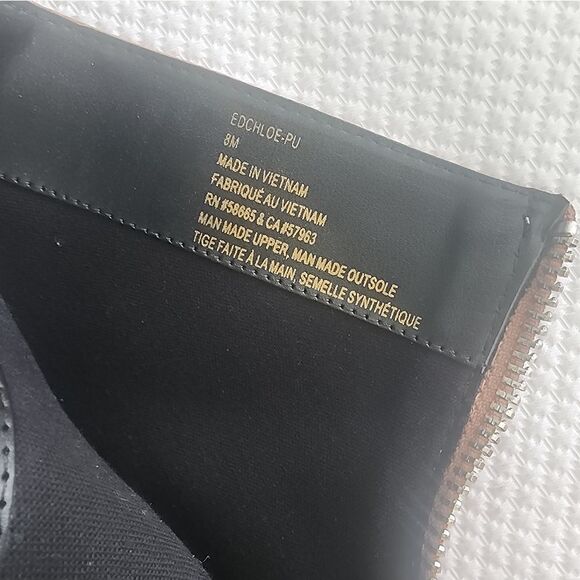 EDCHLOE-PU
8M
MADE IN VIETNAM
FABRIQUÉ AU VIETNAM
RN #58665 & CA#57963
MAN MADE UPPER, MAN MADE OUTSOLE
TIGE FAITE À LA MAIN, SEMELLE SYNTHÉTIQUE